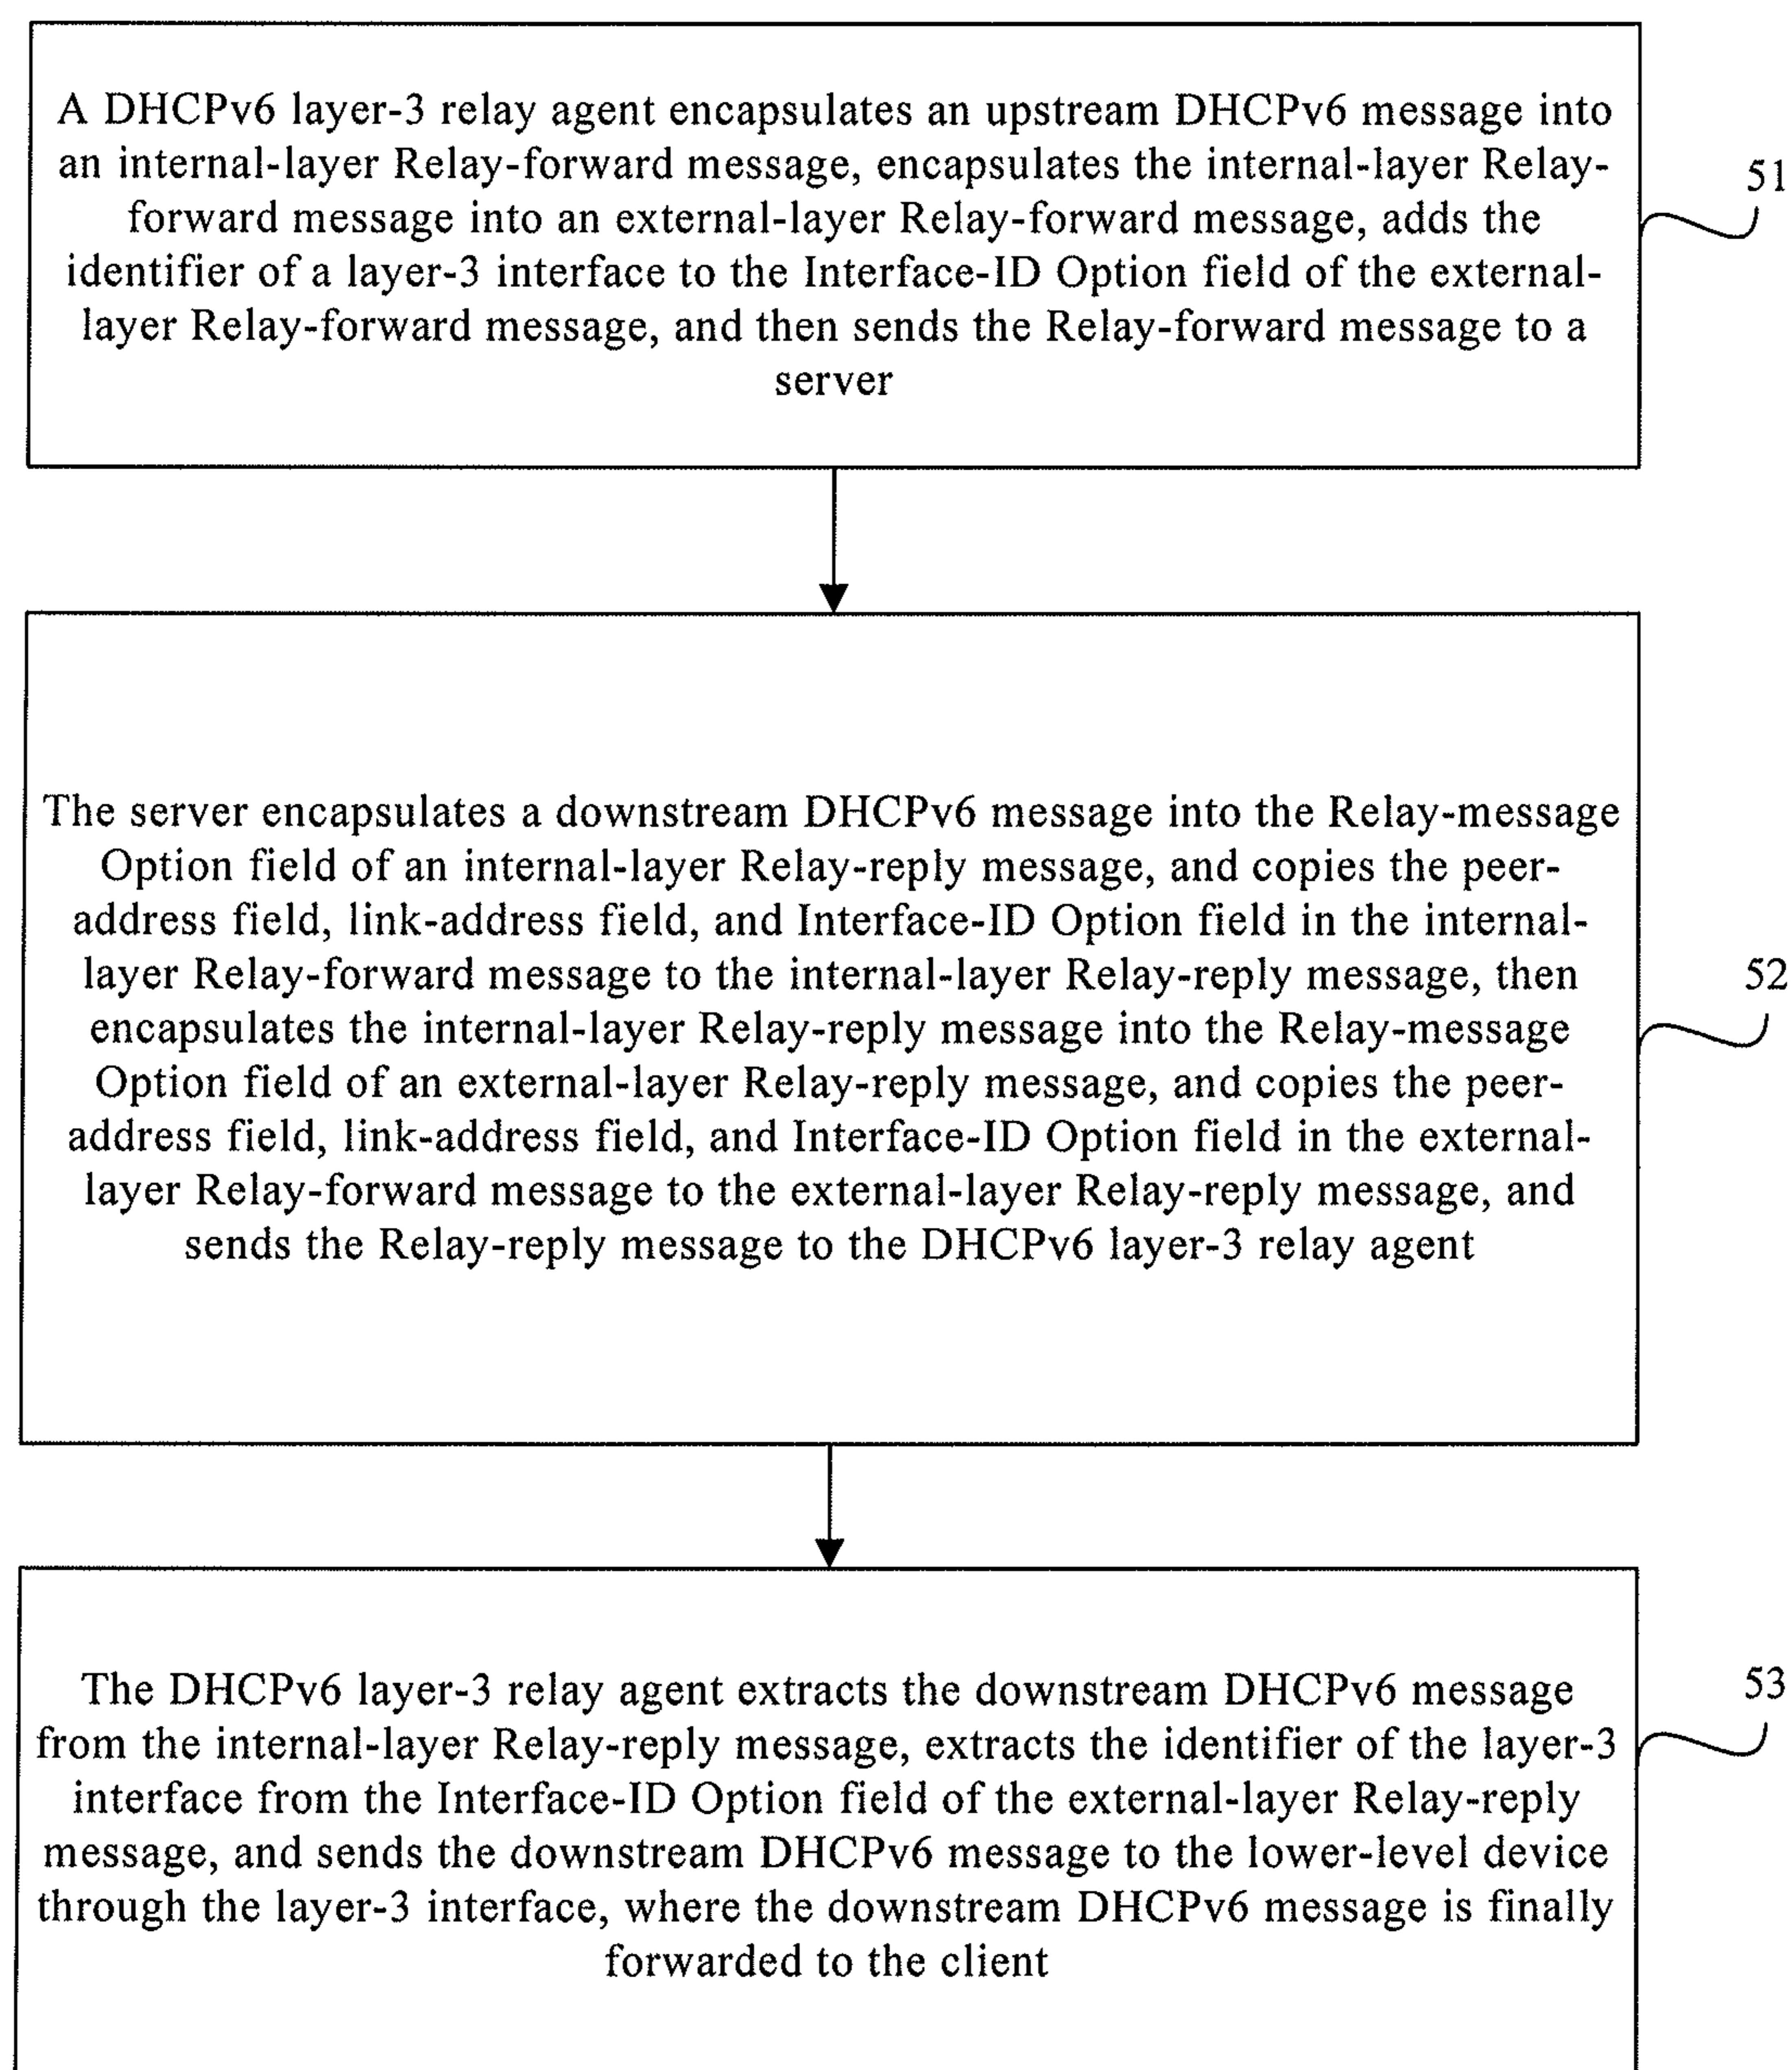 A DHCPv6 layer-3 relay agent encapsulates an upstream DHCPv6 message into
an internal-layer Relay-forward message, encapsulates the internal-layer Relay-
forward message into an external-layer Relay-forward message, adds the
identifier of a layer-3 interface to the Interface-ID Option field of the external-
layer Relay-forward message, and then sends the Relay-forward message to a
server
51
The server encapsulates a downstream DHCPv6 message into the Relay-message
Option field of an internal-layer Relay-reply message, and copies the peer-
address field, link-address field, and Interface-ID Option field in the internal-
layer Relay-forward message to the internal-layer Relay-reply message, then
encapsulates the internal-layer Relay-reply message into the Relay-message
Option field of an external-layer Relay-reply message, and copies the peer-
address field, link-address field, and Interface-ID Option field in the external-
layer Relay-forward message to the external-layer Relay-reply message, and
sends the Relay-reply message to the DHCPv6 layer-3 relay agent
52
The DHCPv6 layer-3 relay agent extracts the downstream DHCPv6 message
from the internal-layer Relay-reply message, extracts the identifier of the layer-3
interface from the Interface-ID Option field of the external-layer Relay-reply
message, and sends the downstream DHCPv6 message to the lower-level device
through the layer-3 interface, where the downstream DHCPv6 message is finally
forwarded to the client
53